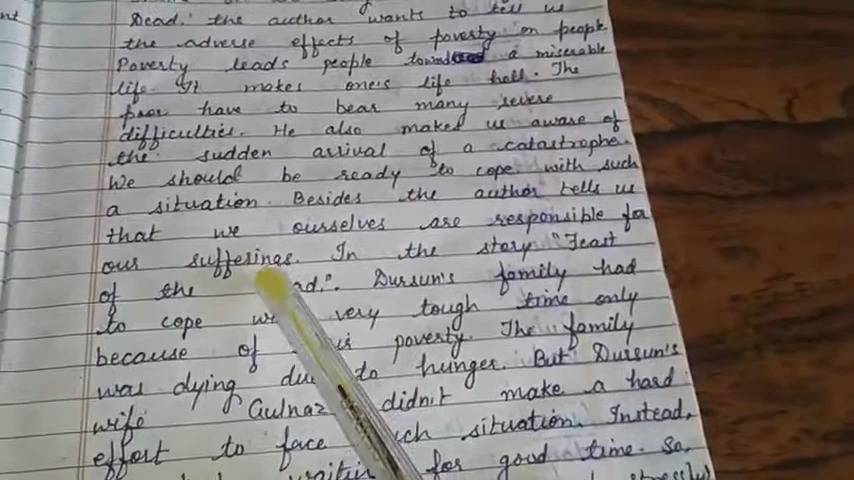 nt
Dead." the author wants to tell us
the adverse effects of poverty on people
Poverty leads people toward a miserable
life. It makes one's life hell. The
poor have to bear many severe
difficulties. He also makes us aware of
the sudden arrival of a catastrophe.
We should be ready to cope with such
a situation. Besides the author tells us
that we ourselves are responsible for
our sufferings. In the story "Feast
of the ad.". Dursun's family had
to cope very tough time only
because of poverty. The family
was dying to hunger. But Dursun's
wife Gulnaz didn't make a hard
effort to face situation. Instead,
for good time. So,
stressful